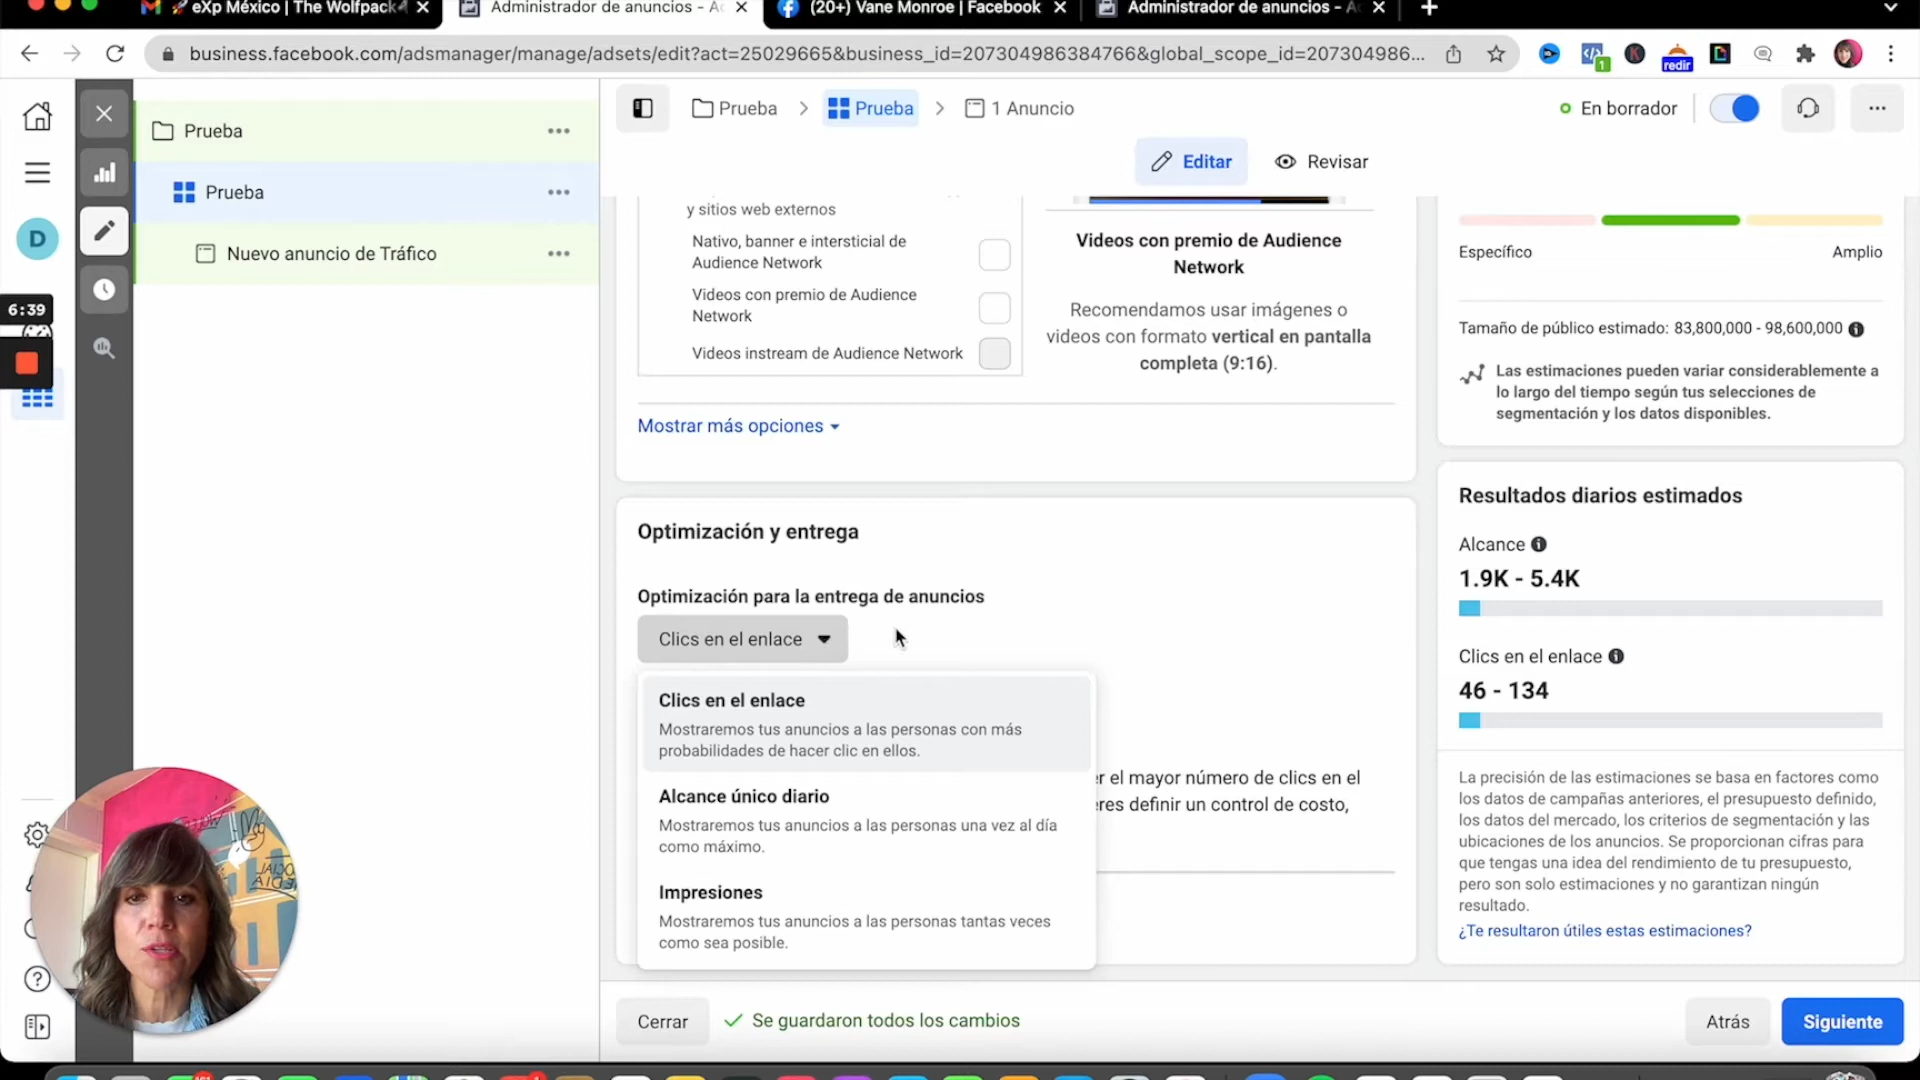 eXp México | The Wolfpack
Administrador de anuncios - A
(20+) Vane Monroe | Facebook
Administrador de anuncios - A
business.facebook.com/adsmanager/manage/adsets/edit?act=25029665&business_id=207304986384766&global_scope_id=207304986...
1
redir
Prueba
Prueba
Nuevo anuncio de Tráfico
D
6:39
Prueba
Prueba
1 Anuncio
En borrador
Editar
Revisar
y sitios web externos
Nativo, banner e intersticial de
Audience Network
Videos con premio de Audience
Network
Videos instream de Audience Network
Videos con premio de Audience
Network
Recomendamos usar imágenes o
videos con formato vertical en pantalla
completa (9:16).
Mostrar más opciones
Optimización y entrega
Optimización para la entrega de anuncios
Clics en el enlace
Clics en el enlace
Mostraremos tus anuncios a las personas con más
probabilidades de hacer clic en ellos.
Alcance único diario
Mostraremos tus anuncios a las personas una vez al día
como máximo.
Impresiones
Mostraremos tus anuncios a las personas tantas veces
como sea posible.
er el mayor número de clics en el
eres definir un control de costo,
Específico
Amplio
Tamaño de público estimado: 83,800,000 - 98,600,000
Las estimaciones pueden variar considerablemente a
lo largo del tiempo según tus selecciones de
segmentación y los datos disponibles.
Resultados diarios estimados
Alcance
1.9K - 5.4K
Clics en el enlace
46 - 134
La precisión de las estimaciones se basa en factores como
los datos de campañas anteriores, el presupuesto definido,
los datos del mercado, los criterios de segmentación y las
ubicaciones de los anuncios. Se proporcionan cifras para
que tengas una idea del rendimiento de tu presupuesto,
pero son solo estimaciones y no garantizan ningún
resultado.
¿Te resultaron útiles estas estimaciones?
Cerrar
Se guardaron todos los cambios
Atrás
Siguiente